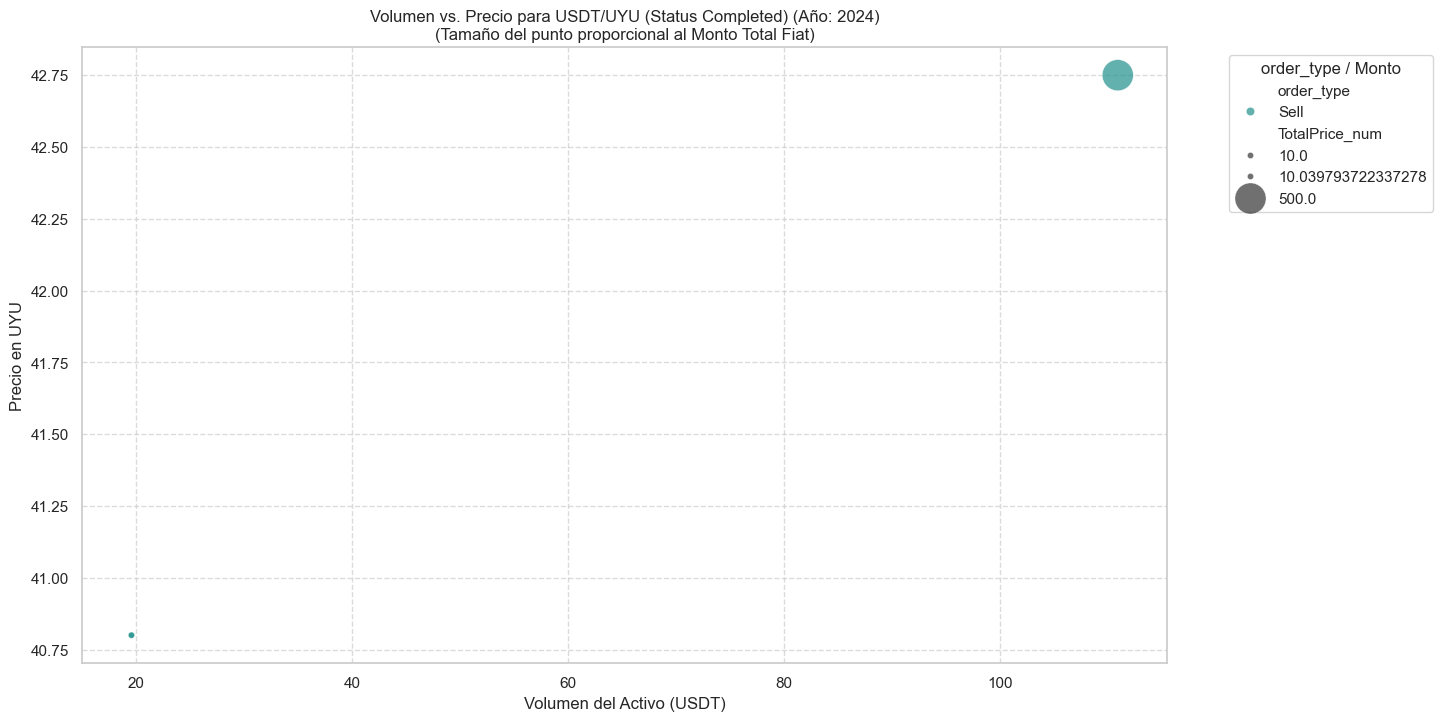 Volumen vs. Precio para USDT/UYU (Status Completed) (Año: 2024)
(Tamaño del punto proporcional al Monto Total Fiat)
order_type / Monto
order_type
Sell
TotalPrice_num
10.0
10.039793722337278
500.0
Precio en UYU
42.75
42.50
42.25
42.00
41.75
41.50
41.25
41.00
40.75
20
40
60
80
100
Volumen del Activo (USDT)